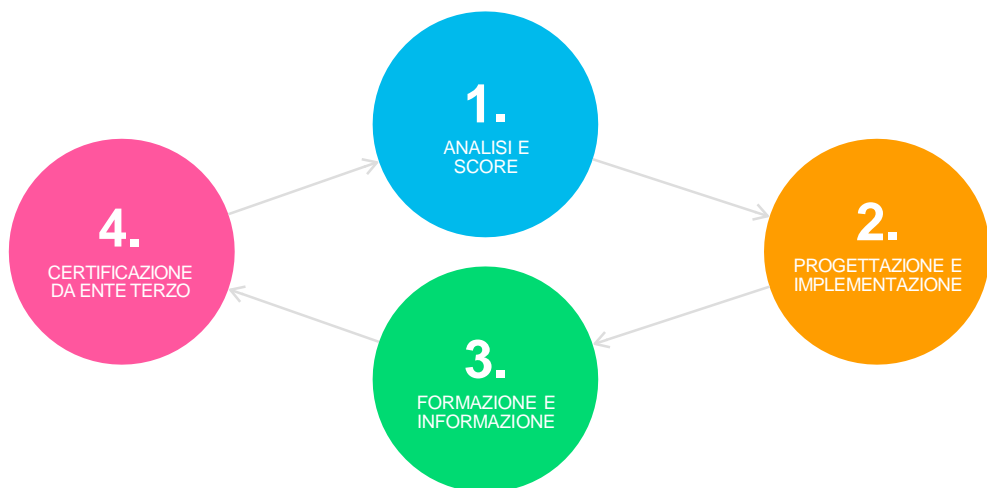 1.
ANALISI E
SCORE
2.
PROGETTAZIONE E
IMPLEMENTAZIONE
3.
FORMAZIONE E
INFORMAZIONE
4.
CERTIFICAZIONE
DA ENTE TERZO